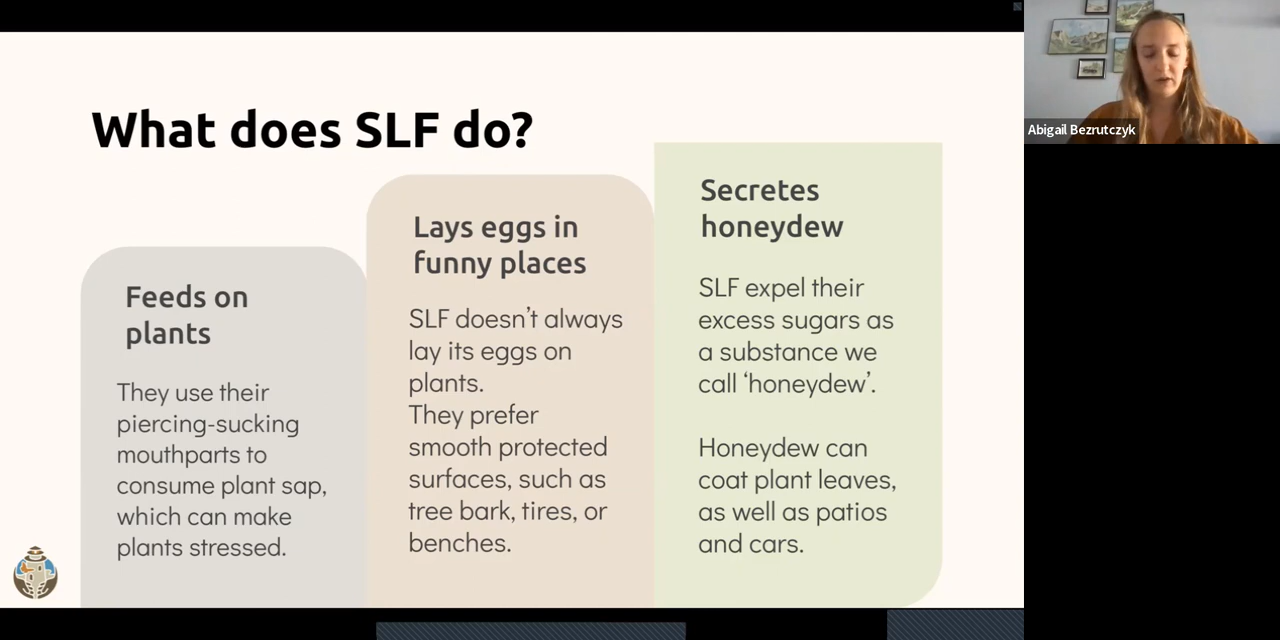 What does SLF do?
Feeds on
plants
They use their
piercing-sucking
mouthparts to
consume plant sap,
which can make
plants stressed.
Lays eggs in
funny places
SLF doesn't always
lay its eggs on
plants.
They prefer
smooth protected
surfaces, such as
tree bark, tires, or
benches.
Secretes
honeydew
SLF expel their
excess sugars as
a substance we
call 'honeydew'.
Honeydew can
coat plant leaves,
as well as patios
and cars.
Abigail Bezrutczyk